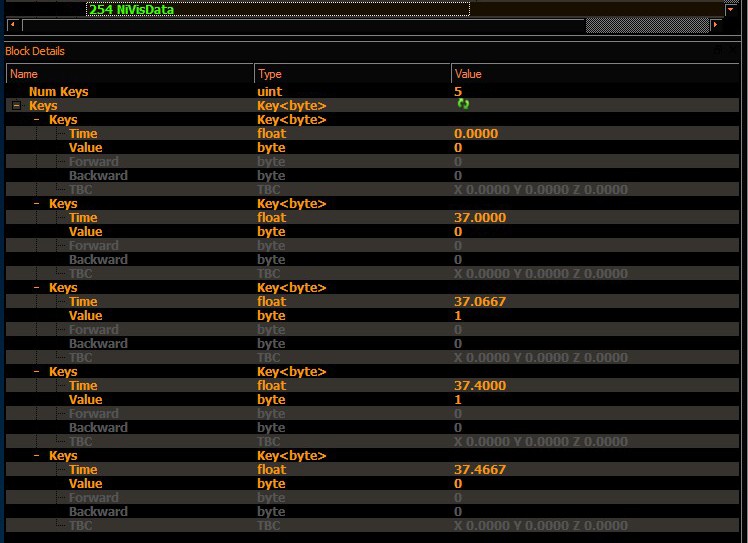 254 NiVisData
Block Details
Name Type Value
Num Keys uint 5
Keys Key<byte>
Keys Key<byte>
Time float 0.0000
Value byte 0
Forward byte 0
Backward byte 0
TBC TBC X 0.0000 Y 0.0000 Z 0.0000
Keys Key<byte>
Time float 37.0000
Value byte 0
Forward byte 0
Backward byte 0
TBC TBC X 0.0000 Y 0.0000 Z 0.0000
Keys Key<byte>
Time float 37.0667
Value byte 1
Forward byte 0
Backward byte 0
TBC TBC X 0.0000 Y 0.0000 Z 0.0000
Keys Key<byte>
Time float 37.4000
Value byte 1
Forward byte 0
Backward byte 0
TBC TBC X 0.0000 Y 0.0000 Z 0.0000
Keys Key<byte>
Time float 37.4667
Value byte 0
Forward byte 0
Backward byte 0
TBC TBC X 0.0000 Y 0.0000 Z 0.0000